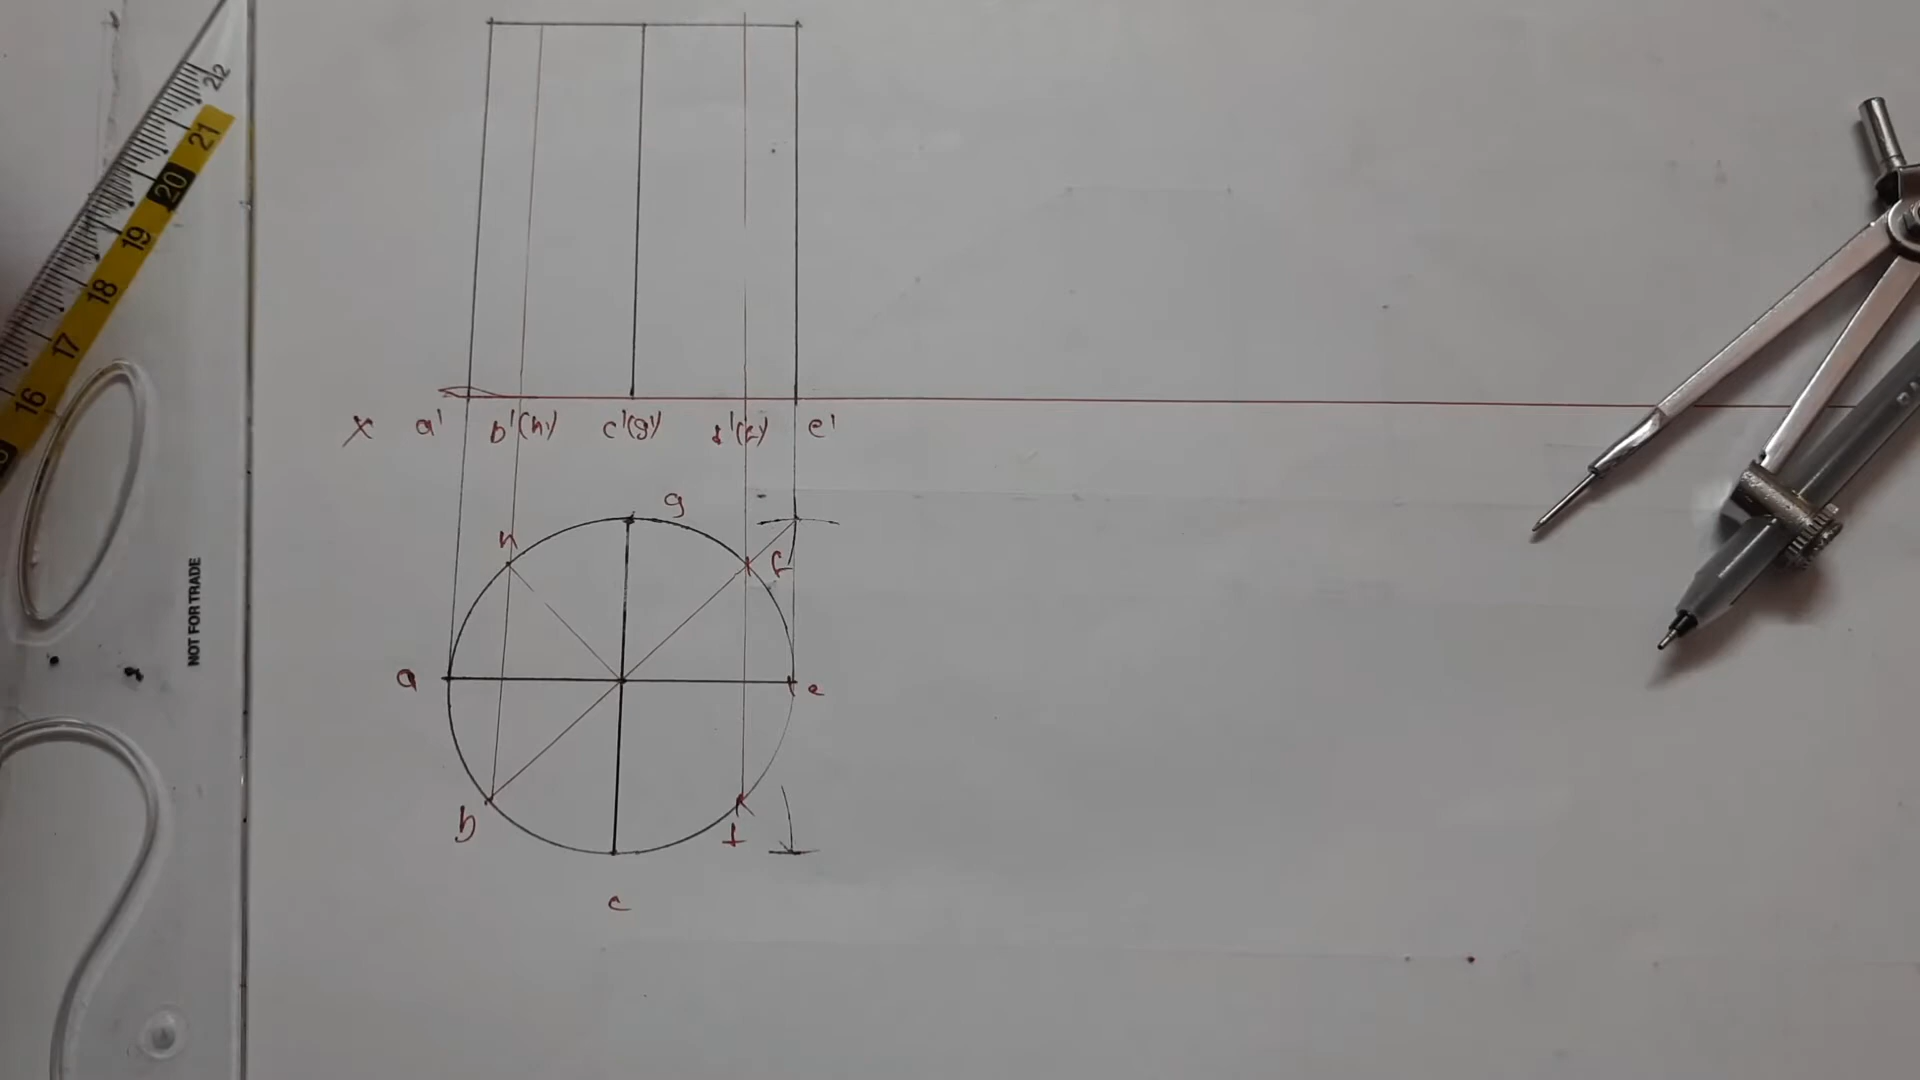 22
21
20
19
18
17
16
NOT FOR TRADE
X a' b'(h') c'(g') e'
g
h
f
a e
b
c